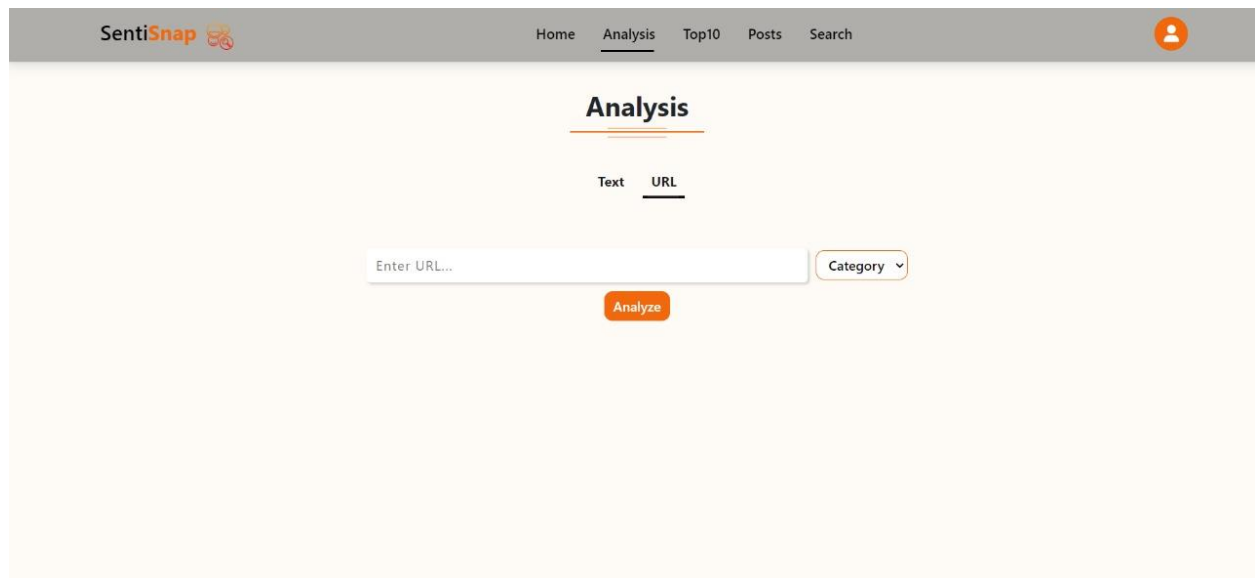 SentiSnap Home Analysis Top10 Posts Search
Analysis
Text URL
Enter URL... Category
Analyze